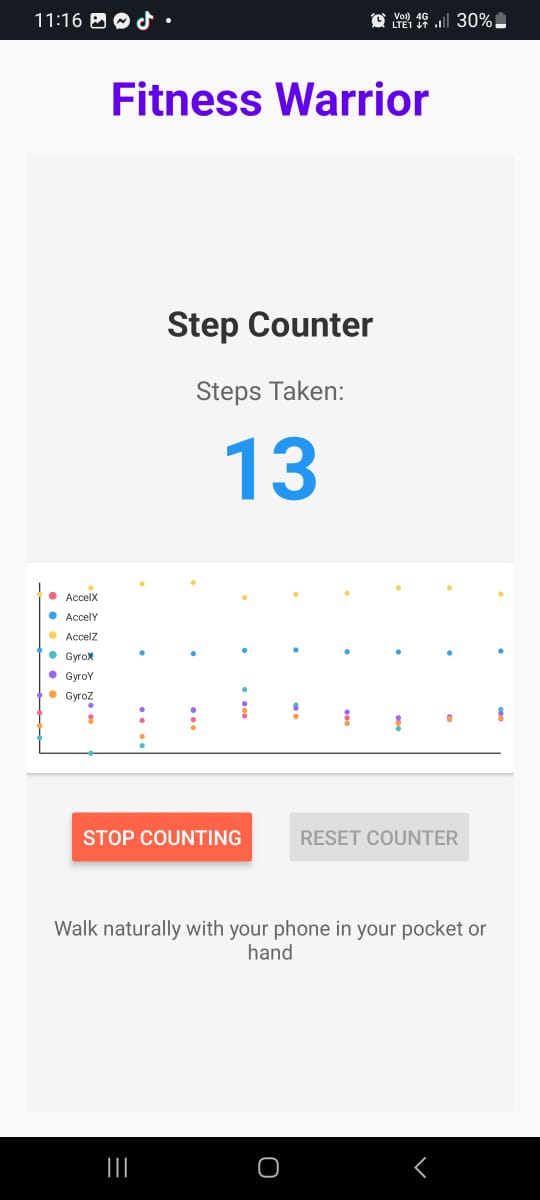 11:16
Vo)) 4G
LTE1 30%
Fitness Warrior
Step Counter
Steps Taken:
13
AccelX
AccelY
AccelZ
GyroX
GyroY
GyroZ
STOP COUNTING
RESET COUNTER
Walk naturally with your phone in your pocket or
hand